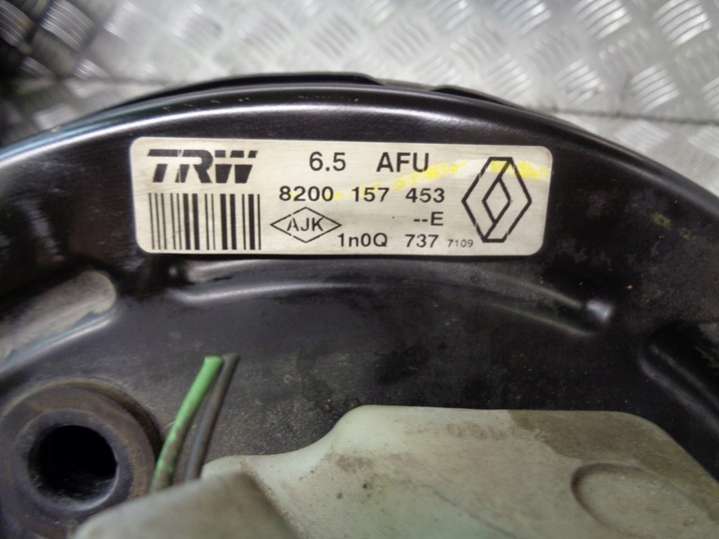 TRW 6.5 AFU
8200 157 453
AJK --E
1n0Q 737 7109